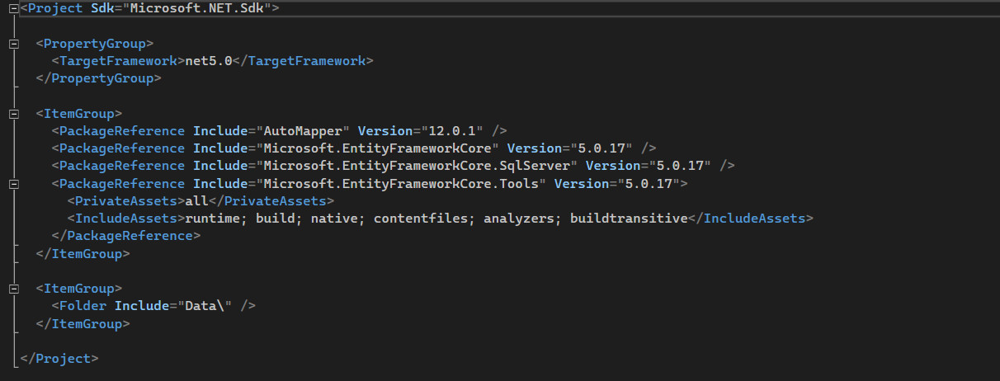 <Project Sdk="Microsoft.NET.Sdk">
<PropertyGroup>
<TargetFramework>net5.0</TargetFramework>
</PropertyGroup>
<ItemGroup>
<PackageReference Include="AutoMapper" Version="12.0.1" />
<PackageReference Include="Microsoft.EntityFrameworkCore" Version="5.0.17" />
<PackageReference Include="Microsoft.EntityFrameworkCore.SqlServer" Version="5.0.17" />
<PackageReference Include="Microsoft.EntityFrameworkCore.Tools" Version="5.0.17">
<PrivateAssets>all</PrivateAssets>
<IncludeAssets>runtime; build; native; contentfiles; analyzers; buildtransitive</IncludeAssets>
</PackageReference>
</ItemGroup>
<ItemGroup>
<Folder Include="Data\" />
</ItemGroup>
</Project>